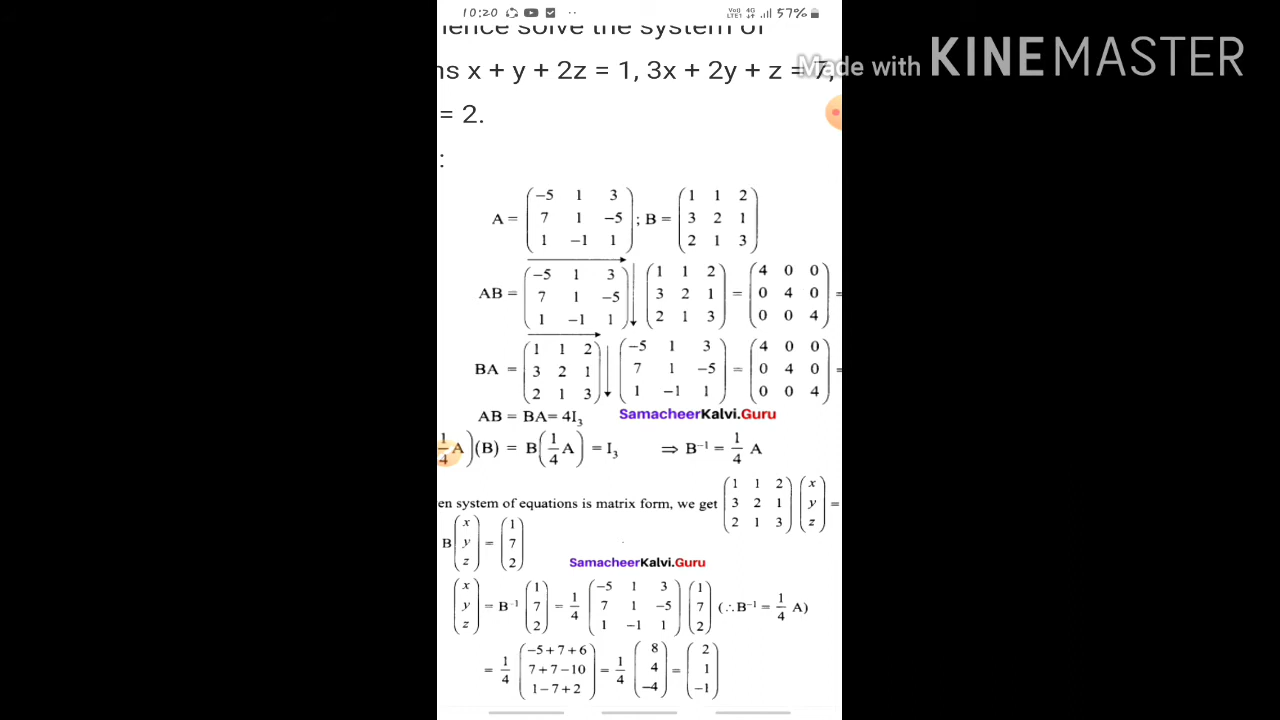 10:20 Vo)) 4G LTE1 57%
ience solve the system of
ns x + y + 2z = 1, 3x + 2y + z = 7,
Made with KINEMASTER
= 2.
:
A = (−5 1 3
7 1 −5
1 −1 1) ; B = (1 1 2
3 2 1
2 1 3)
AB = (−5 1 3
7 1 −5
1 −1 1) (1 1 2
3 2 1
2 1 3) = (4 0 0
0 4 0
0 0 4) =
BA = (1 1 2
3 2 1
2 1 3) (−5 1 3
7 1 −5
1 −1 1) = (4 0 0
0 4 0
0 0 4) =
AB = BA= 4I₃ SamacheerKalvi.Guru
1/4 A)(B) = B(1/4 A) = I₃ ⇒ B⁻¹ = 1/4 A
en system of equations is matrix form, we get (1 1 2
3 2 1
2 1 3) (x
y
z) =
B (x
y
z) = (1
7
2)
SamacheerKalvi.Guru
(x
y
z) = B⁻¹ (1
7
2) = 1/4 (−5 1 3
7 1 −5
1 −1 1) (1
7
2) (∴B⁻¹ = 1/4 A)
= 1/4 (−5+7+6
7+7−10
1−7+2) = 1/4 (8
4
−4) = (2
1
−1)